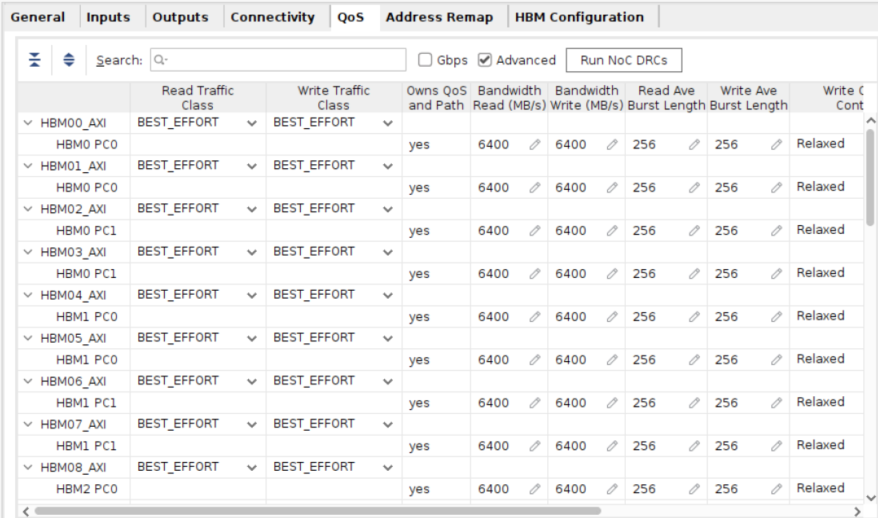 General Inputs Outputs Connectivity QoS Address Remap HBM Configuration
Search: Q- Gbps Advanced Run NoC DRCs
Read Traffic Class Write Traffic Class Owns QoS and Path Bandwidth Read (MB/s) Bandwidth Write (MB/s) Read Ave Burst Length Write Ave Burst Length Write C Cont
HBM00_AXI BEST_EFFORT BEST_EFFORT
HBM0 PC0 yes 6400 6400 256 256 Relaxed
HBM01_AXI BEST_EFFORT BEST_EFFORT
HBM0 PC0 yes 6400 6400 256 256 Relaxed
HBM02_AXI BEST_EFFORT BEST_EFFORT
HBM0 PC1 yes 6400 6400 256 256 Relaxed
HBM03_AXI BEST_EFFORT BEST_EFFORT
HBM0 PC1 yes 6400 6400 256 256 Relaxed
HBM04_AXI BEST_EFFORT BEST_EFFORT
HBM1 PC0 yes 6400 6400 256 256 Relaxed
HBM05_AXI BEST_EFFORT BEST_EFFORT
HBM1 PC0 yes 6400 6400 256 256 Relaxed
HBM06_AXI BEST_EFFORT BEST_EFFORT
HBM1 PC1 yes 6400 6400 256 256 Relaxed
HBM07_AXI BEST_EFFORT BEST_EFFORT
HBM1 PC1 yes 6400 6400 256 256 Relaxed
HBM08_AXI BEST_EFFORT BEST_EFFORT
HBM2 PC0 yes 6400 6400 256 256 Relaxed